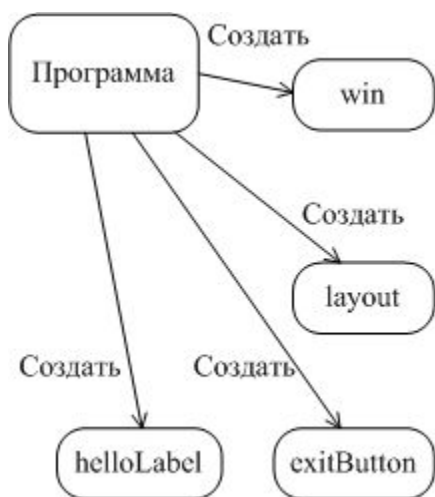 Создать
Программа
win
Создать
layout
Создать
Создать
helloLabel
exitButton